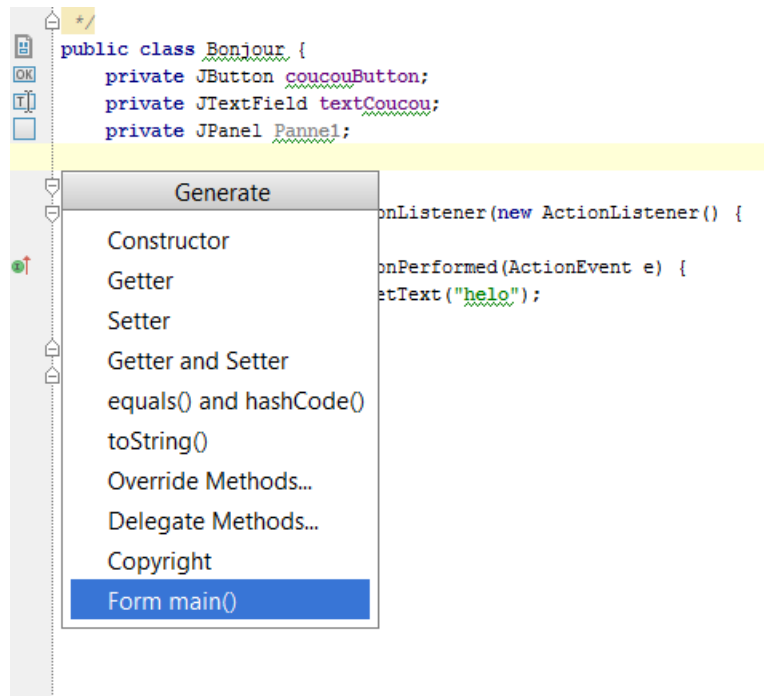 */
public class Bonjour {
OK
private JButton coucouButton;
T
private JTextField textCoucou;
private JPanel Panne1;
Generate
onListener(new ActionListener() {
Constructor
I
onPerformed(ActionEvent e) {
Getter
etText("helo");
Setter
Getter and Setter
equals() and hashCode()
toString()
Override Methods...
Delegate Methods...
Copyright
Form main()